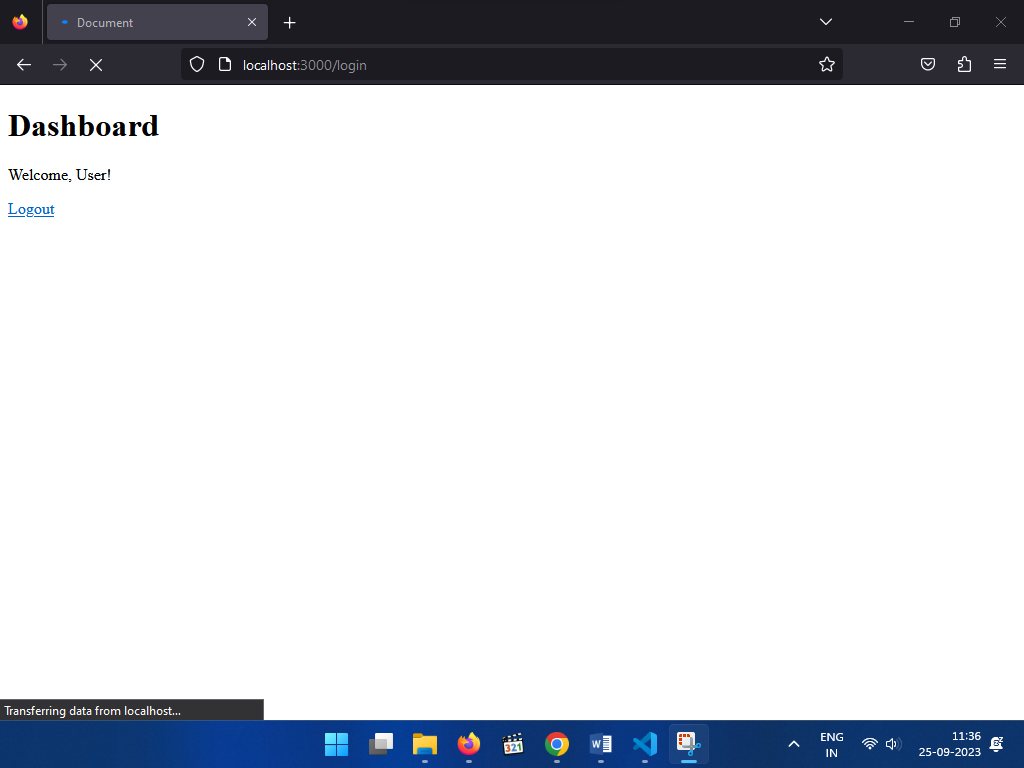 Document
localhost:3000/login
Dashboard
Welcome, User!
Logout
Transferring data from localhost...
321
W
ENG
IN
11:36
25-09-2023